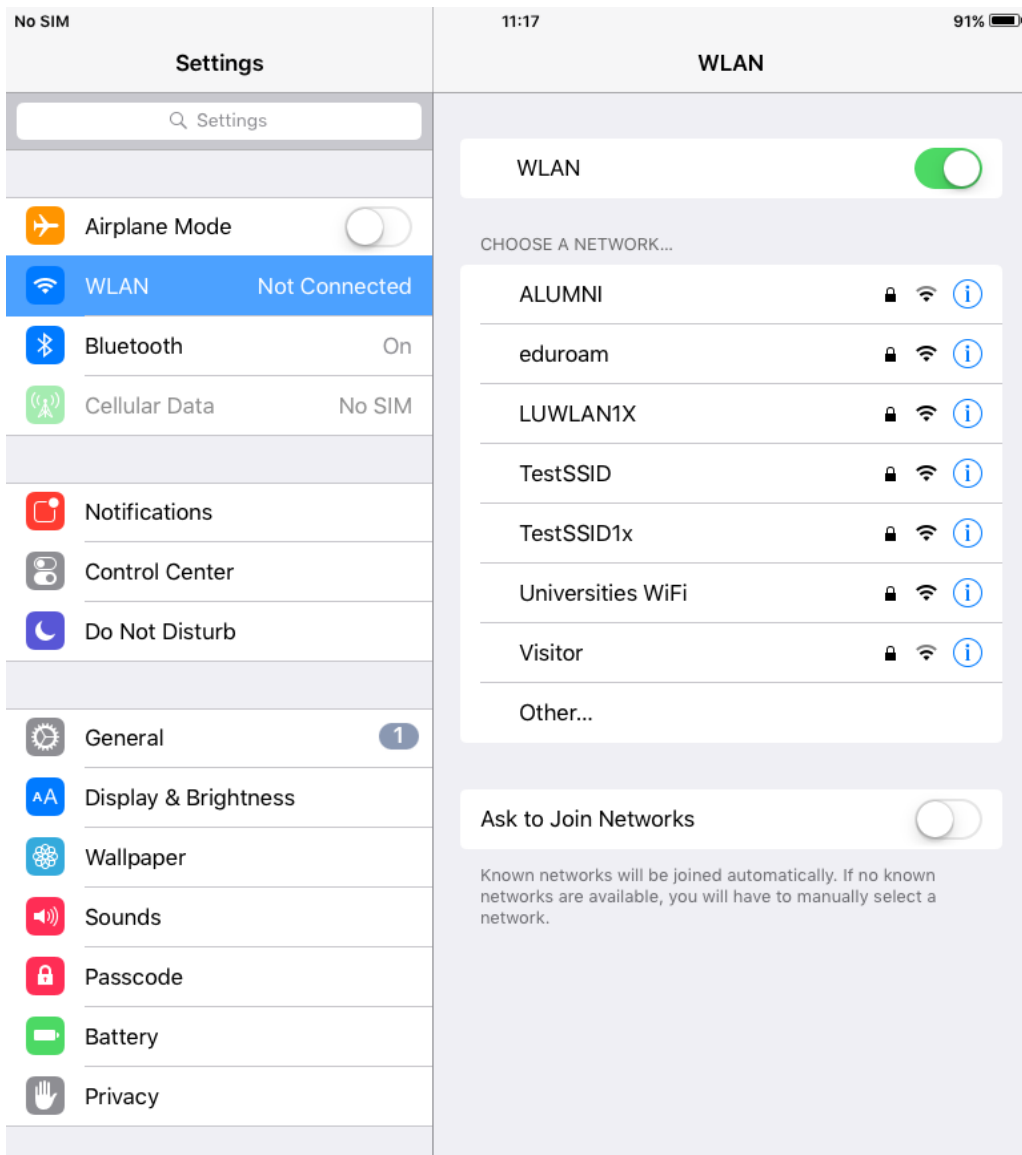 No SIM
11:17
91%
Settings
WLAN
Settings
Airplane Mode
WLAN Not Connected
Bluetooth On
Cellular Data No SIM
Notifications
Control Center
Do Not Disturb
General 1
AA Display & Brightness
Wallpaper
Sounds
Passcode
Battery
Privacy
WLAN
CHOOSE A NETWORK...
ALUMNI
eduroam
LUWLAN1X
TestSSID
TestSSID1x
Universities WiFi
Visitor
Other...
Ask to Join Networks
Known networks will be joined automatically. If no known
networks are available, you will have to manually select a
network.